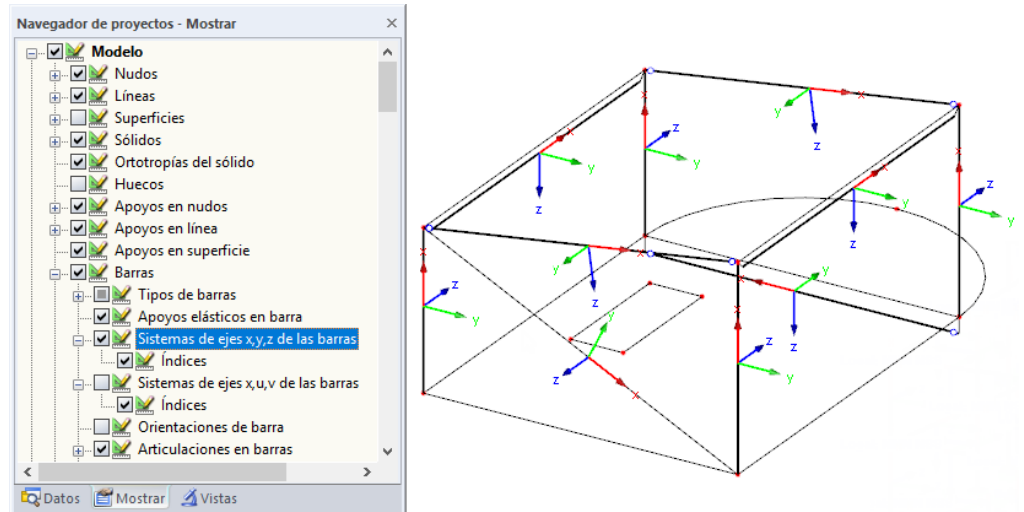 Navegador de proyectos - Mostrar
Modelo
Nudos
Líneas
Superficies
Sólidos
Ortotropías del sólido
Huecos
Apoyos en nudos
Apoyos en línea
Apoyos en superficie
Barras
Tipos de barras
Apoyos elásticos en barra
Sistemas de ejes x,y,z de las barras
Índices
Sistemas de ejes x,u,v de las barras
Índices
Orientaciones de barra
Articulaciones en barras
Datos Mostrar Vistas
x y z
x y z
x y z
x y z
x y z
x y z
x y z
x y z
x y z
x y z